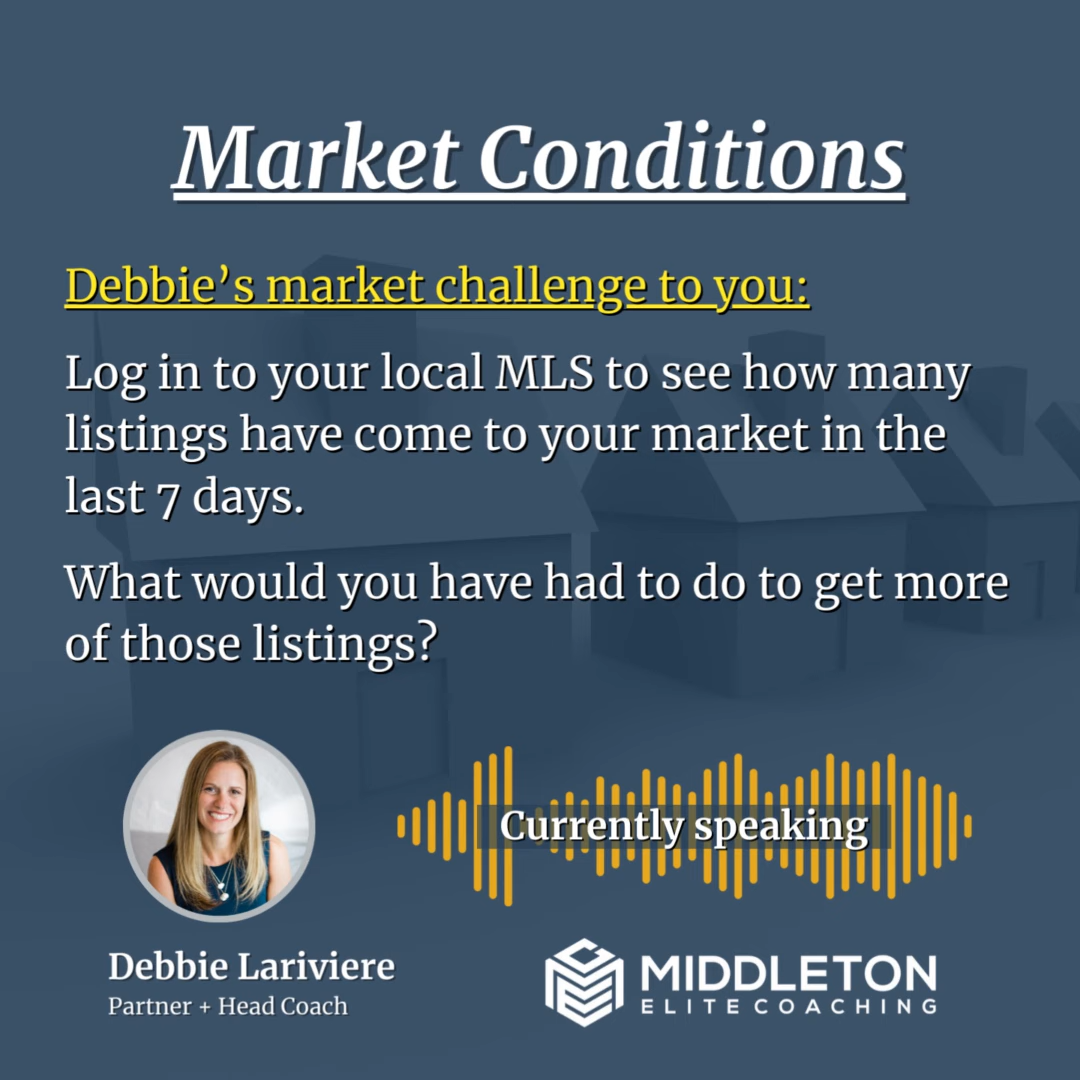 Market Conditions
Debbie’s market challenge to you:
Log in to your local MLS to see how many
listings have come to your market in the
last 7 days.
What would you have had to do to get more
of those listings?
Currently speaking
Debbie Lariviere
Partner + Head Coach
MIDDLETON
ELITE COACHING